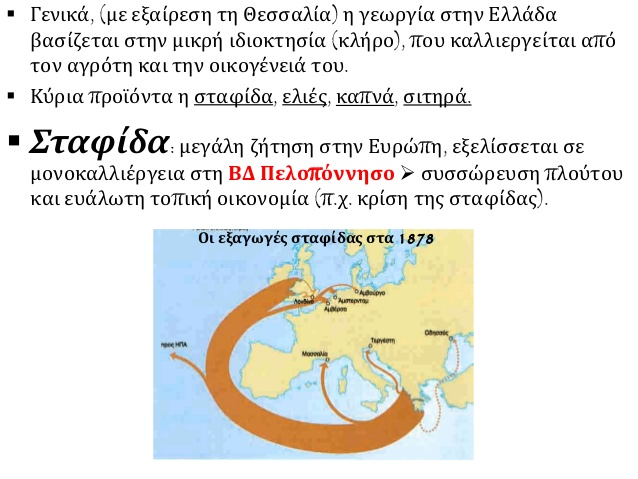 ▪ Γενικά, (με εξαίρεση τη Θεσσαλία) η γεωργία στην Ελλάδα
βασίζεται στην μικρή ιδιοκτησία (κλήρο), που καλλιεργείται από
τον αγρότη και την οικογένειά του.
▪ Κύρια προϊόντα η σταφίδα, ελιές, καπνά, σιτηρά.
▪ Σταφίδα: μεγάλη ζήτηση στην Ευρώπη, εξελίσσεται σε
μονοκαλλιέργεια στη ΒΔ Πελοπόννησο ➢ συσσώρευση πλούτου
και ευάλωτη τοπική οικονομία (π.χ. κρίση της σταφίδας).
Οι εξαγωγές σταφίδας στα 1878
Αμβούργο
Λονδίνο
Άμστερνταμ
Αμβέρσα
Οδησσός
προς ΗΠΑ
Τεργέστη
Μασσαλία